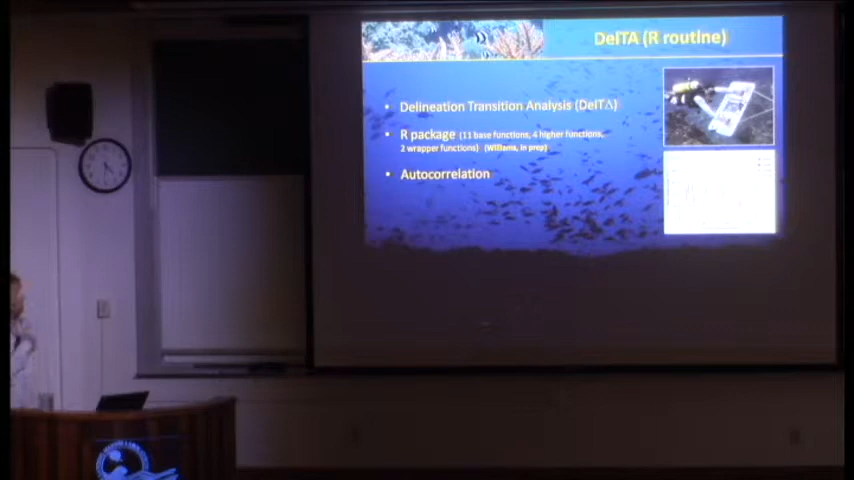 DelTA (R routine)
• Delineation Transition Analysis (DelTΔ)
• R package (11 base functions, 4 higher functions,
2 wrapper functions) (Williams, in prep)
• Autocorrelation